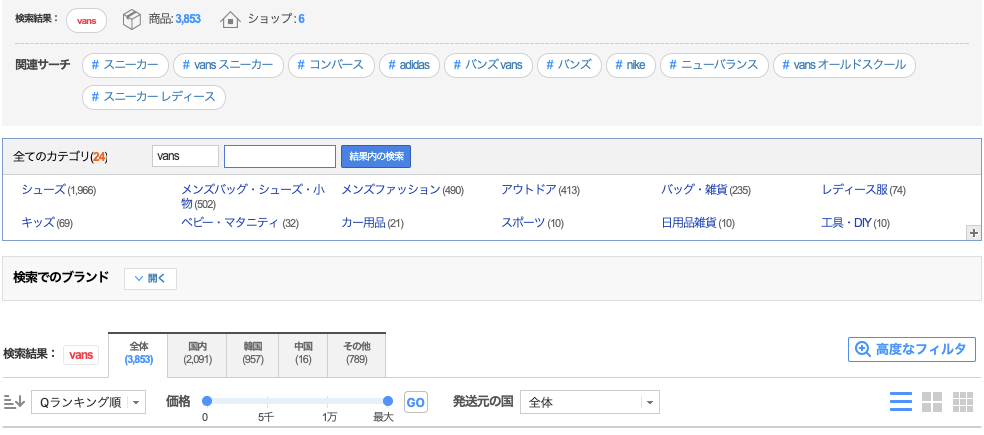 検索結果： vans 商品: 3,853 ショップ : 6
関連サーチ # スニーカー # vans スニーカー # コンバース # adidas # バンズ vans # バンズ # nike # ニューバランス # vans オールドスクール
# スニーカー レディース
全てのカテゴリ(24) vans 結果内の検索
シューズ (1,966) メンズバッグ・シューズ・小物 (502) メンズファッション (490) アウトドア (413) バッグ・雑貨 (235) レディース服 (74)
キッズ (69) ベビー・マタニティ (32) カー用品 (21) スポーツ (10) 日用品雑貨 (10) 工具・DIY (10)
検索でのブランド 開く
検索結果： vans 全体 (3,853) 国内 (2,091) 韓国 (957) 中国 (16) その他 (789) 高度なフィルタ
Qランキング順 価格 0 5千 1万 最大 GO 発送元の国 全体